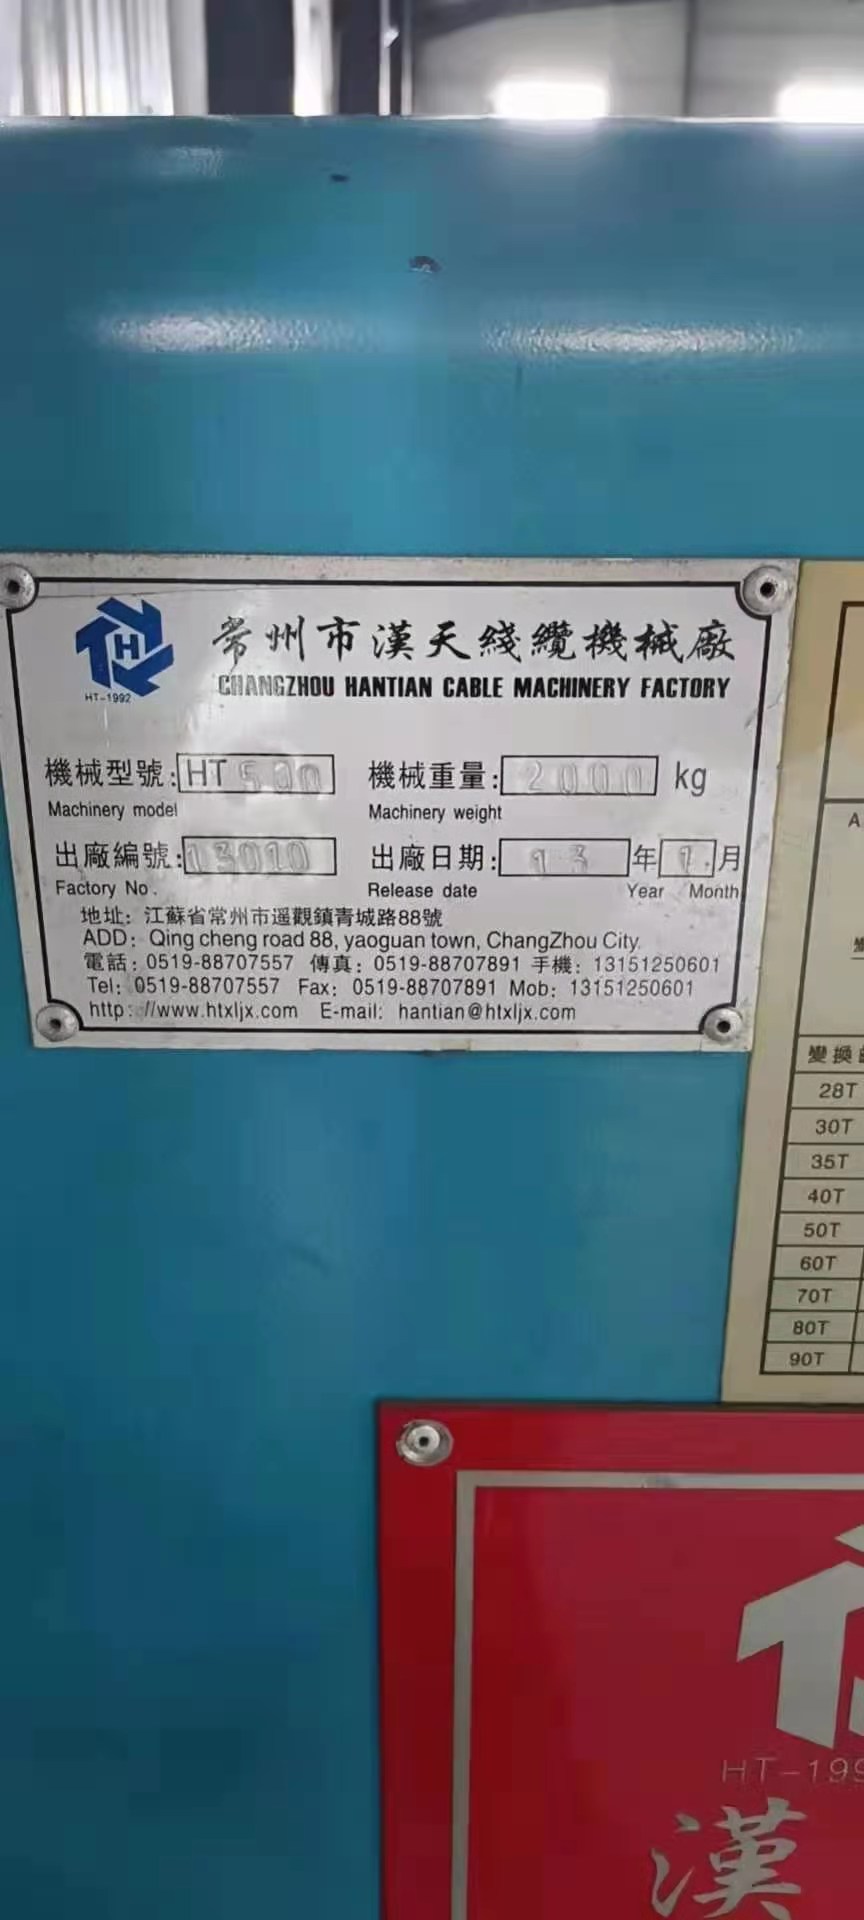 常州市漢天綫纜機械廠
CHANGZHOU HANTIAN CABLE MACHINERY FACTORY
H
HT-1992
機械型號: HT 500 機械重量: 2000 kg
Machinery model Machinery weight
出廠編號: 13010 出廠日期: 13 年 1. 月
Factory No. Release date Year Month
地址: 江蘇省常州市遥觀鎮青城路88號
ADD: Qing cheng road 88, yaoguan town, ChangZhou City.
電話: 0519-88707557 傳真: 0519-88707891 手機: 13151250601
Tel: 0519-88707557 Fax: 0519-88707891 Mob: 13151250601
http://www.htxljx.com E-mail: hantian@htxljx.com
A
變換
28T
30T
35T
40T
50T
60T
70T
80T
90T
HT-199
漢